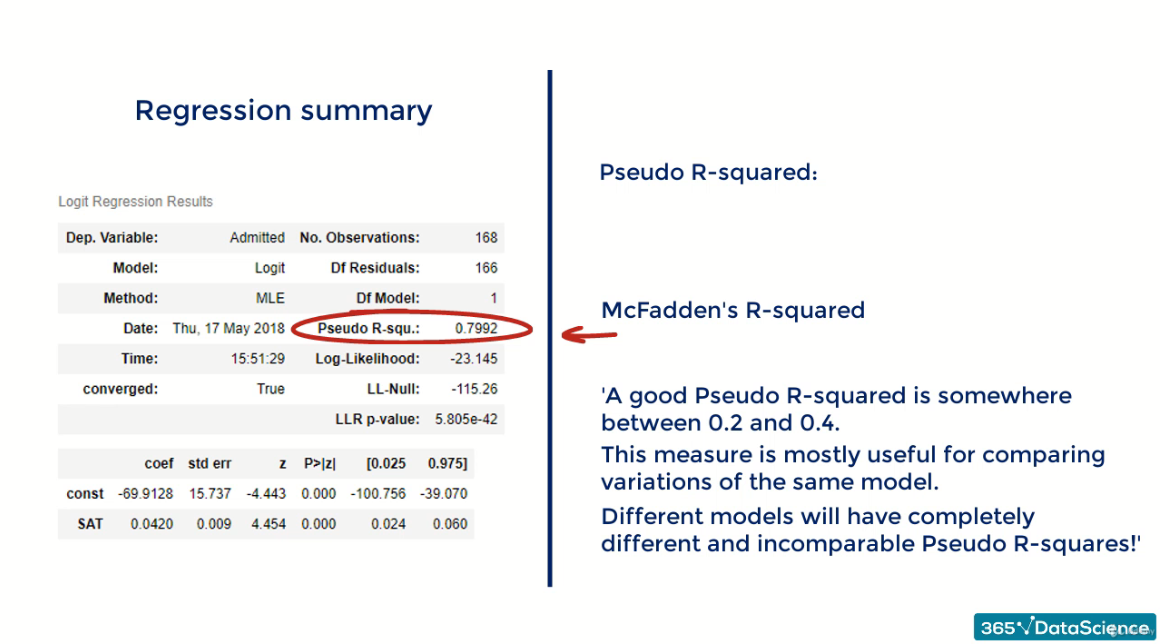 Regression summary
Logit Regression Results
Dep. Variable: Admitted No. Observations: 168
Model: Logit Df Residuals: 166
Method: MLE Df Model: 1
Date: Thu, 17 May 2018 Pseudo R-squ.: 0.7992
Time: 15:51:29 Log-Likelihood: -23.145
converged: True LL-Null: -115.26
LLR p-value: 5.805e-42
coef std err z P>|z| [0.025 0.975]
const -69.9128 15.737 -4.443 0.000 -100.756 -39.070
SAT 0.0420 0.009 4.454 0.000 0.024 0.060
Pseudo R-squared:
McFadden's R-squared
'A good Pseudo R-squared is somewhere
between 0.2 and 0.4.
This measure is mostly useful for comparing
variations of the same model.
Different models will have completely
different and incomparable Pseudo R-squares!'
365 DataScience